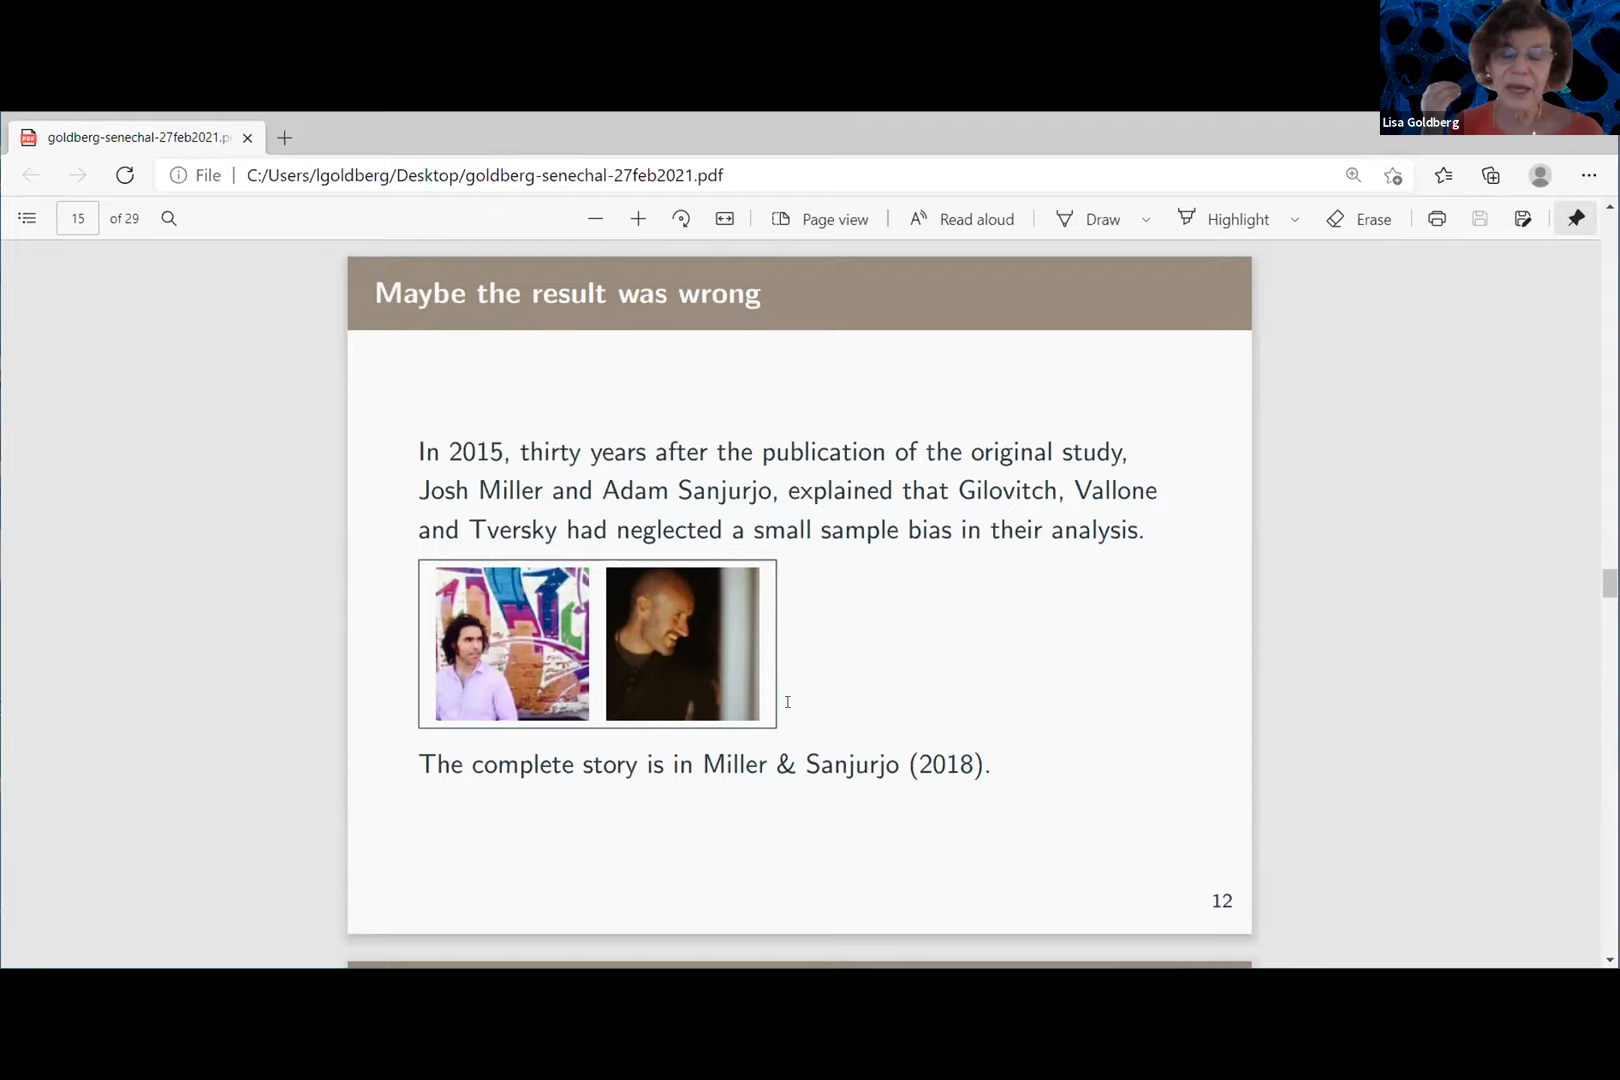 Lisa Goldberg
goldberg-senechal-27feb2021.p
File
C:/Users/lgoldberg/Desktop/goldberg-senechal-27feb2021.pdf
15 of 29
Page view
Read aloud
Draw
Highlight
Erase
Maybe the result was wrong
In 2015, thirty years after the publication of the original study,
Josh Miller and Adam Sanjurjo, explained that Gilovitch, Vallone
and Tversky had neglected a small sample bias in their analysis.
The complete story is in Miller & Sanjurjo (2018).
12